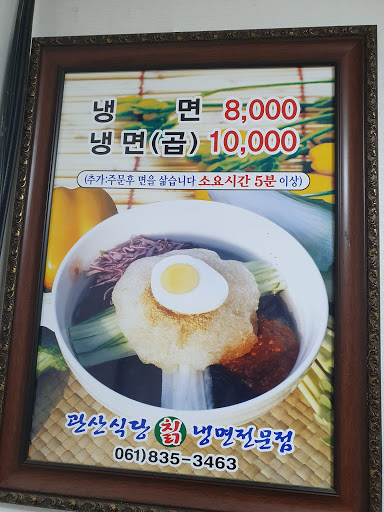 냉 면 8,000
냉면(곱) 10,000
(추가·주문후 면을 삶습니다 소요시간 5분 이상)
관산식당 칡 냉면전문점
061)835-3463